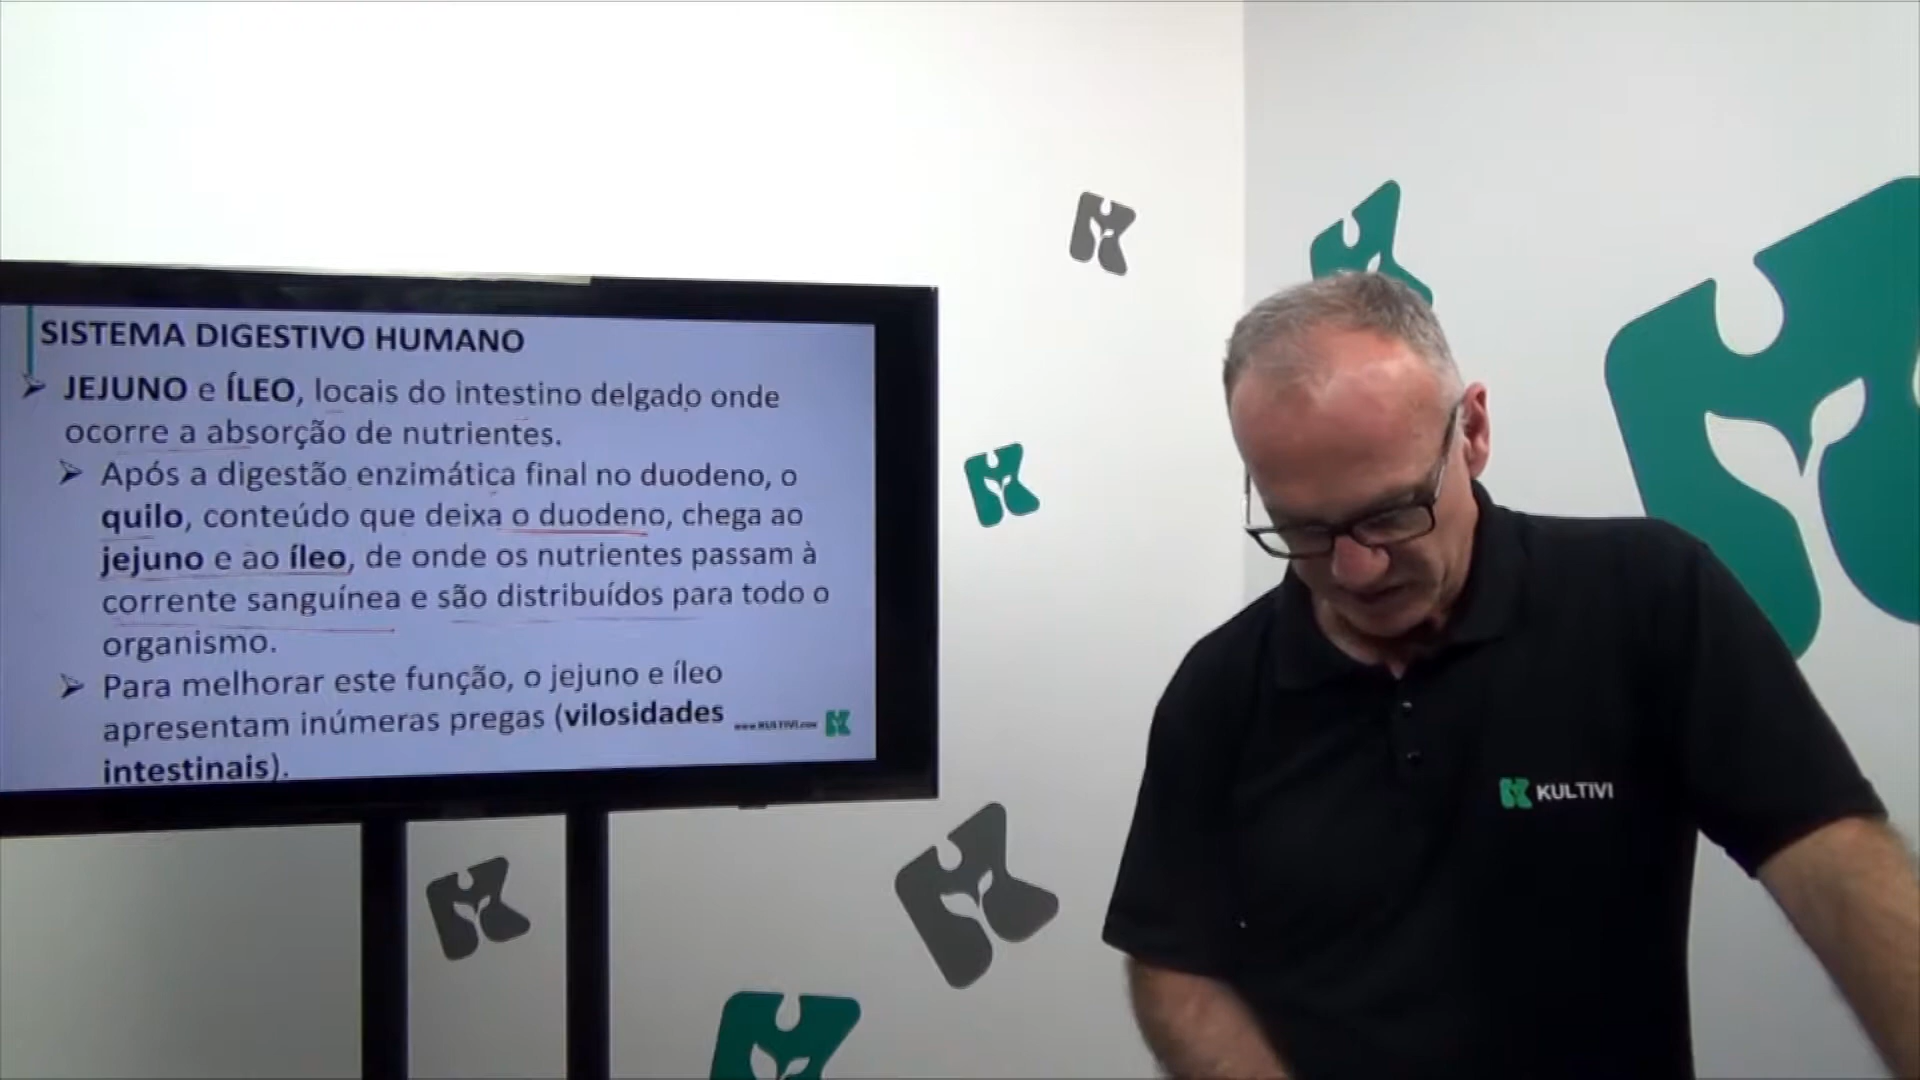 SISTEMA DIGESTIVO HUMANO
➤ JEJUNO e ÍLEO, locais do intestino delgado onde
ocorre a absorção de nutrientes.
➤ Após a digestão enzimática final no duodeno, o
quilo, conteúdo que deixa o duodeno, chega ao
jejuno e ao íleo, de onde os nutrientes passam à
corrente sanguínea e são distribuídos para todo o
organismo.
➤ Para melhorar este função, o jejuno e íleo
apresentam inúmeras pregas (vilosidades
intestinais).
www.KULTIVI.com
KULTIVI